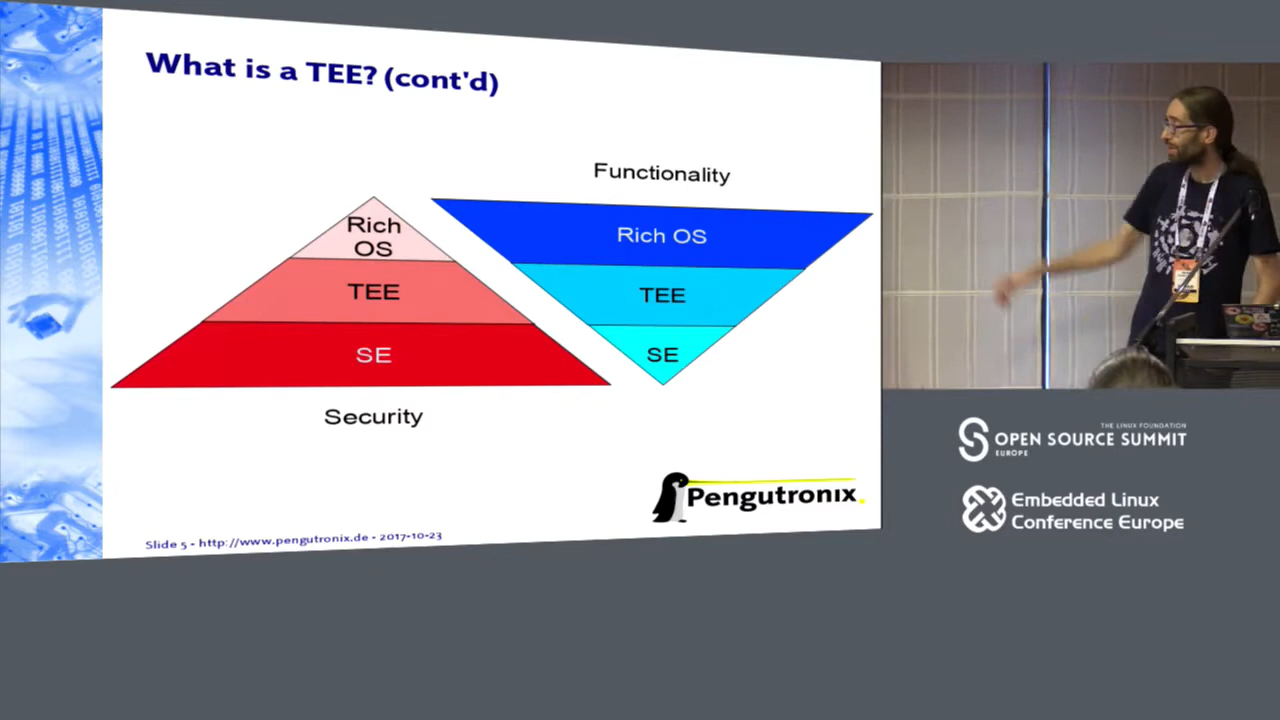 What is a TEE? (cont'd)
Functionality
Rich
OS
TEE
SE
Rich OS
TEE
SE
Security
Pengutronix
Slide 5 - http://www.pengutronix.de - 2017-10-23
THE LINUX FOUNDATION
OPEN SOURCE SUMMIT
EUROPE
Embedded Linux
Conference Europe